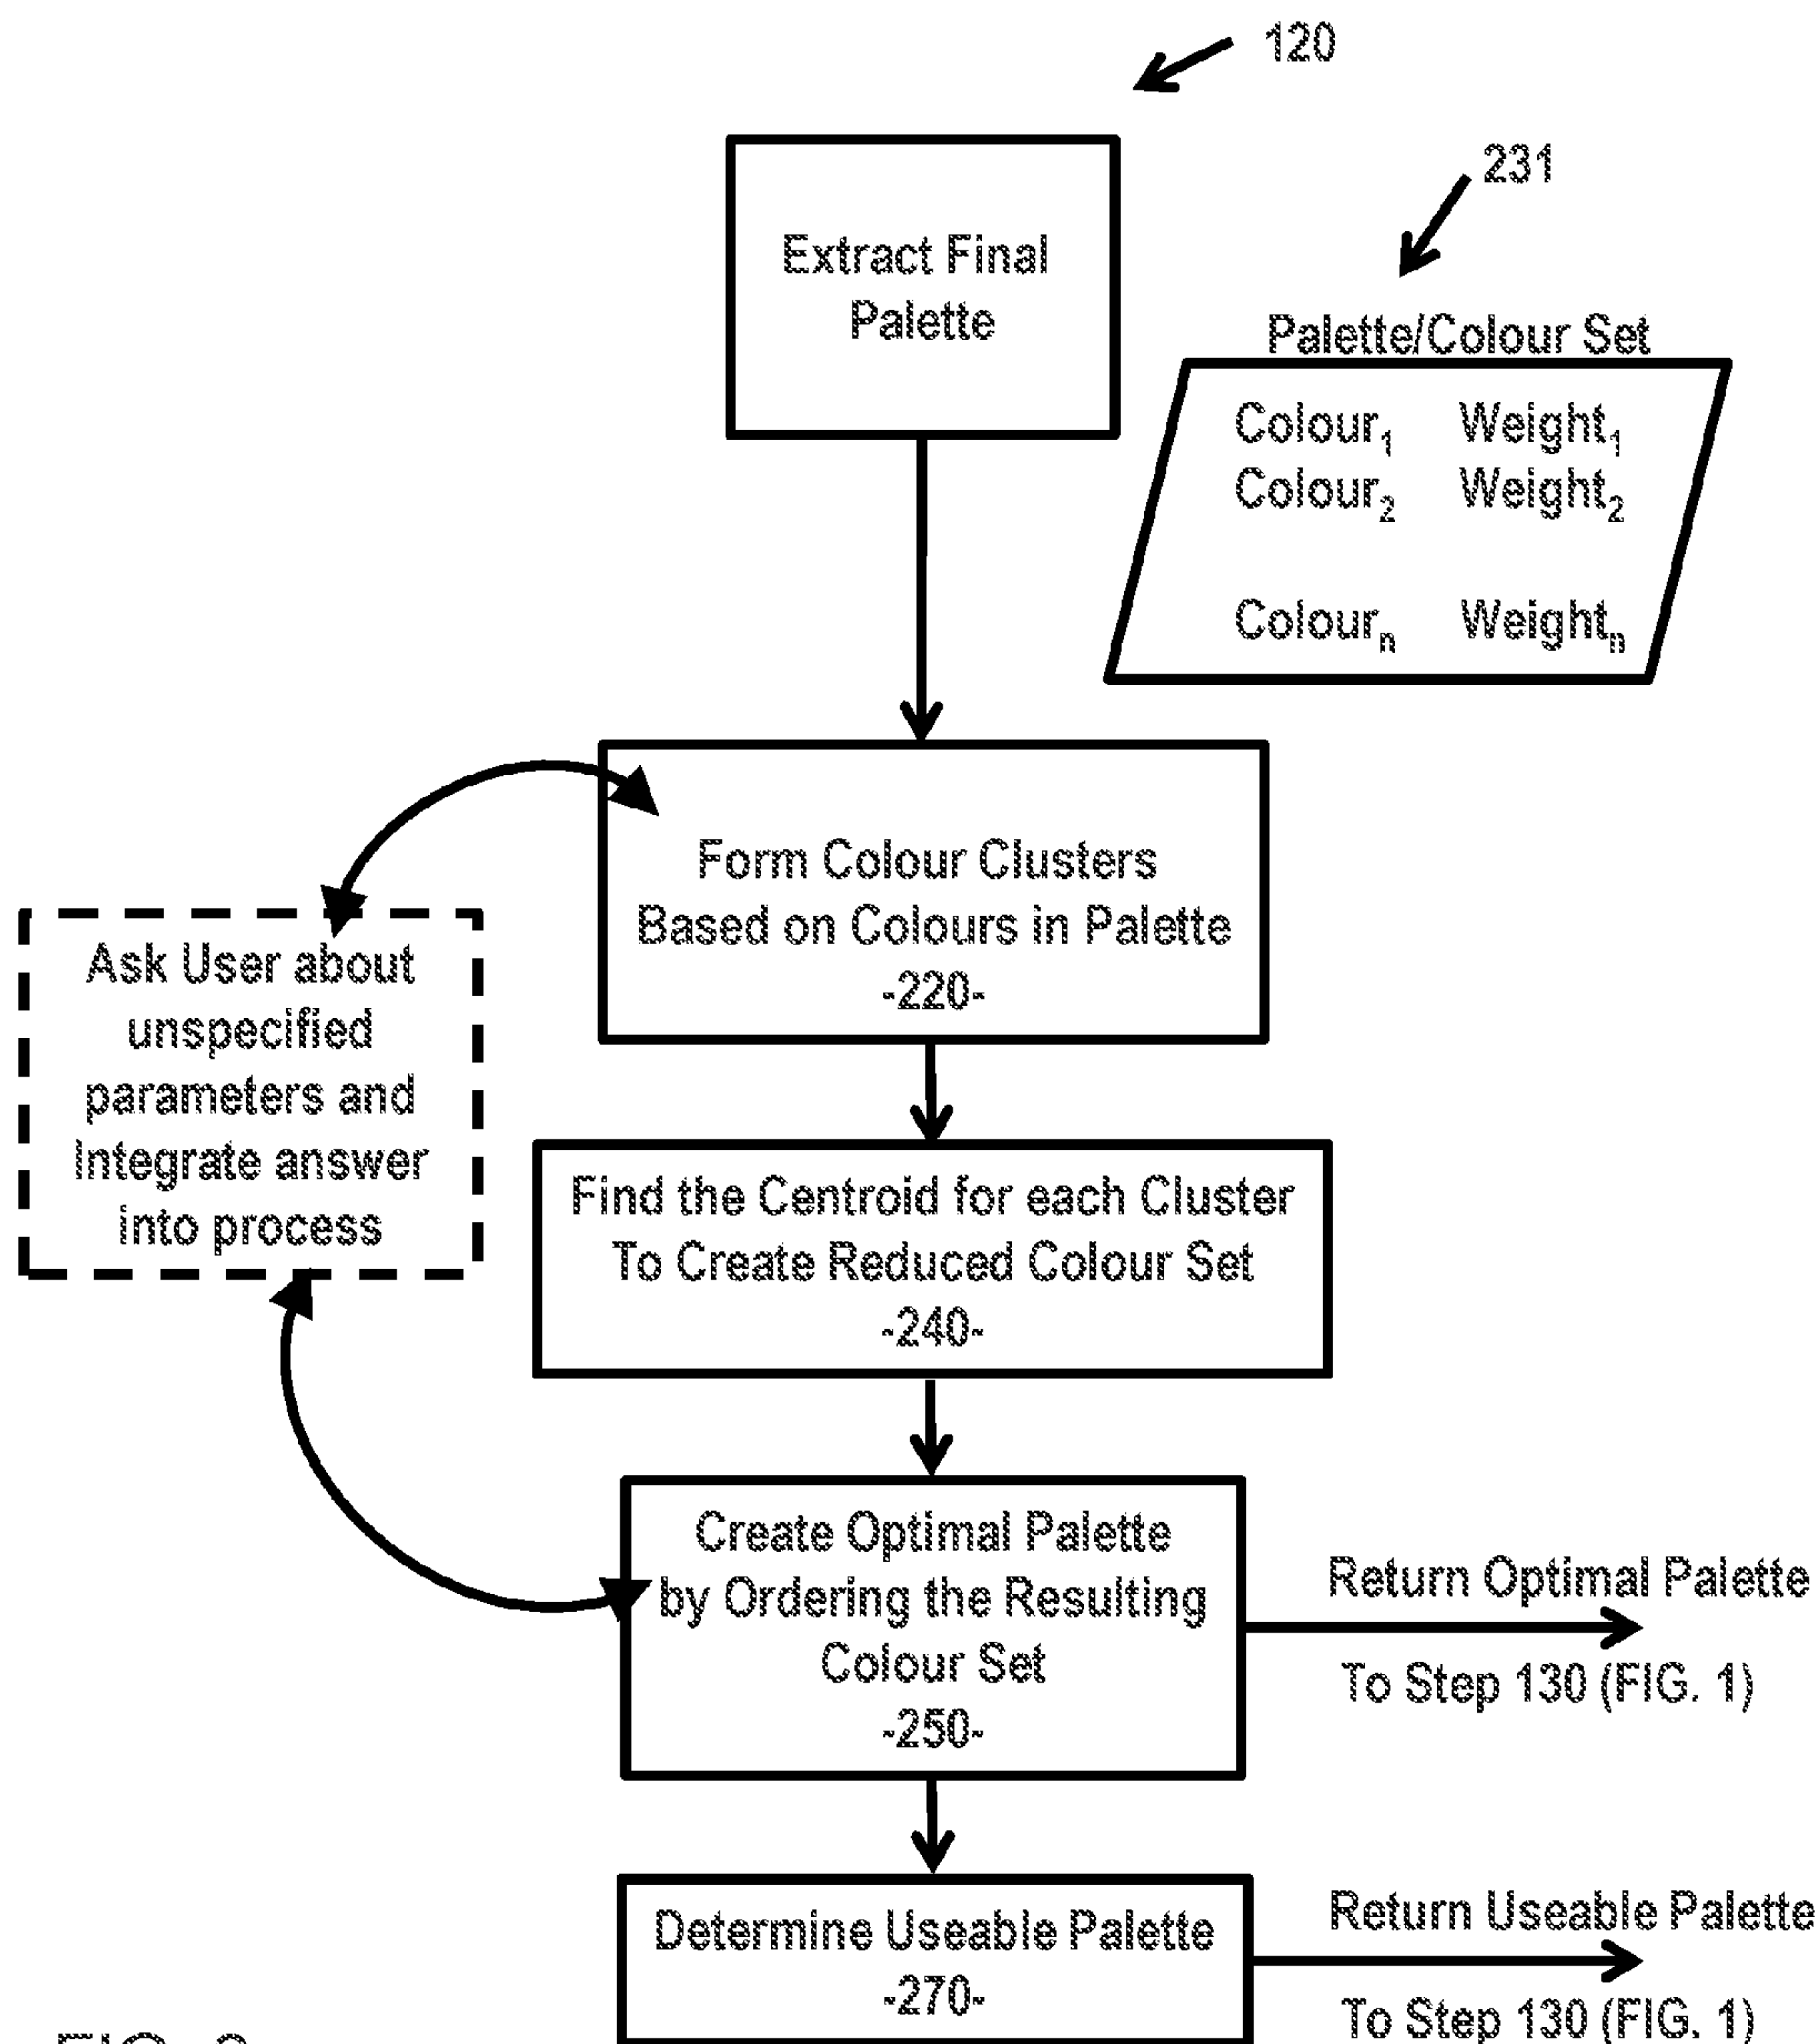 120
231
Extract Final
Palette
Palette/Colour Set
Colour₁ Weight₁
Colour₂ Weight₂
Colourₙ Weightₙ
Form Colour Clusters
Based on Colours in Palette
-220-
Ask User about
unspecified
parameters and
integrate answer
into process
Find the Centroid for each Cluster
To Create Reduced Colour Set
-240-
Create Optimal Palette
by Ordering the Resulting
Colour Set
-250-
Return Optimal Palette
To Step 130 (FIG. 1)
Determine Useable Palette
-270-
Return Useable Palette
To Step 130 (FIG. 1)